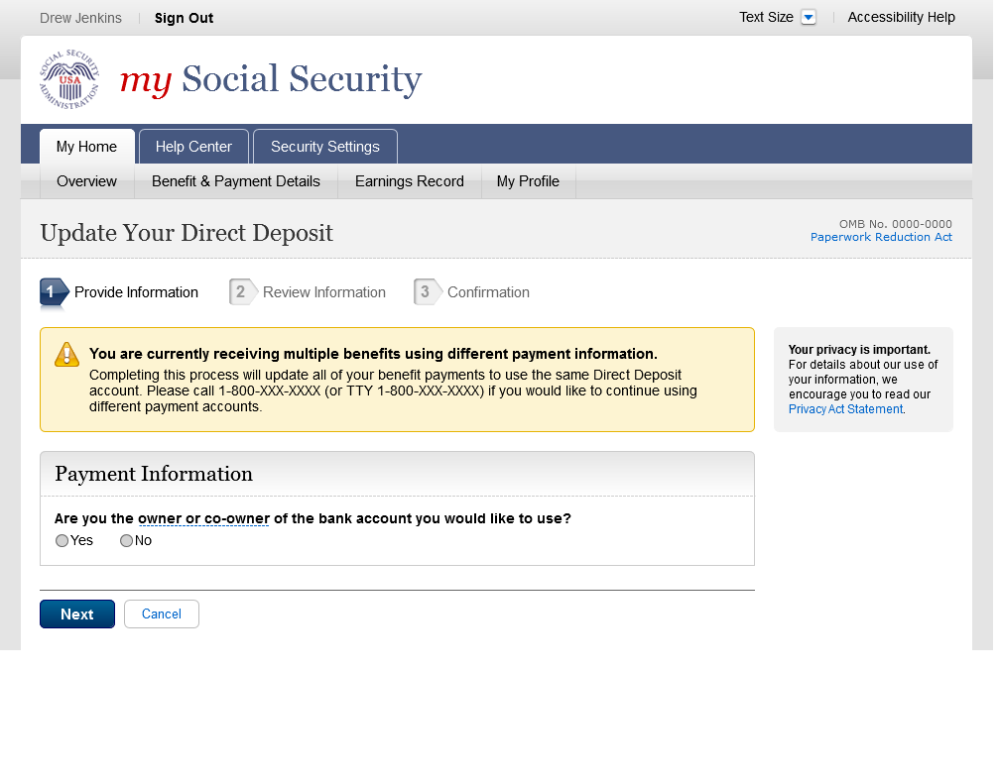 Drew Jenkins Sign Out Text Size Accessibility Help
SOCIAL SECURITY ADMINISTRATION
USA
my Social Security
My Home Help Center Security Settings
Overview Benefit & Payment Details Earnings Record My Profile
Update Your Direct Deposit
OMB No. 0000-0000
Paperwork Reduction Act
1 Provide Information 2 Review Information 3 Confirmation
You are currently receiving multiple benefits using different payment information.
Completing this process will update all of your benefit payments to use the same Direct Deposit
account. Please call 1-800-XXX-XXXX (or TTY 1-800-XXX-XXXX) if you would like to continue using
different payment accounts.
Your privacy is important.
For details about our use of
your information, we
encourage you to read our
Privacy Act Statement.
Payment Information
Are you the owner or co-owner of the bank account you would like to use?
Yes No
Next Cancel